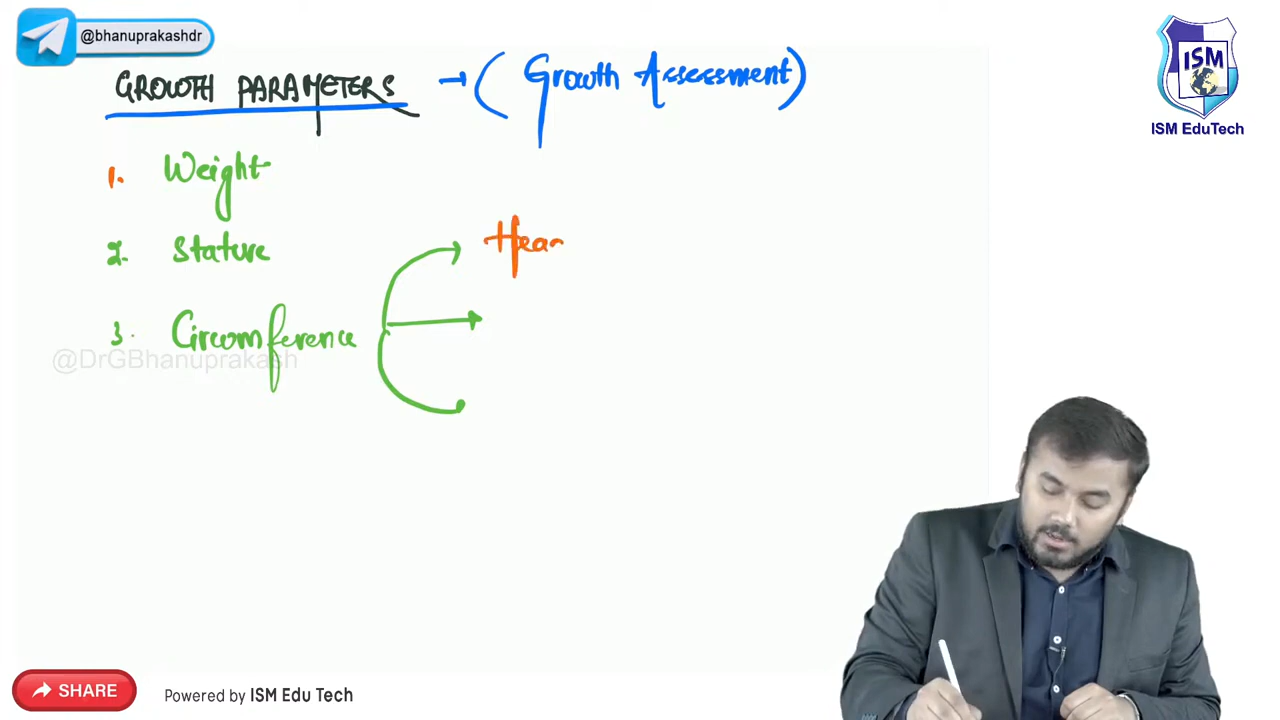 @bhanuprakashdr
ISM
ISM EduTech
GROWTH PARAMETERS → (Growth Assessment)
1. Weight
2. Stature
Hea
3. Circumference
@DrGBhanuprakash
SHARE
Powered by ISM Edu Tech